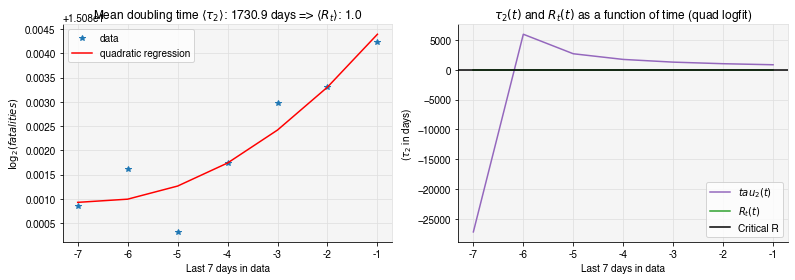 Mean doubling time ⟨τ₂⟩: 1730.9 days => ⟨Rₜ⟩: 1.0
0.0045
0.0040
0.0035
0.0030
0.0025
0.0020
0.0015
0.0010
0.0005
log₂(fatalities)
data
quadratic regression
-7 -6 -5 -4 -3 -2 -1
Last 7 days in data
τ₂(t) and Rₜ(t) as a function of time (quad logfit)
5000
0
−5000
−10000
−15000
−20000
−25000
(τ₂ in days)
tau₂(t)
Rₜ(t)
Critical R
-7 -6 -5 -4 -3 -2 -1
Last 7 days in data